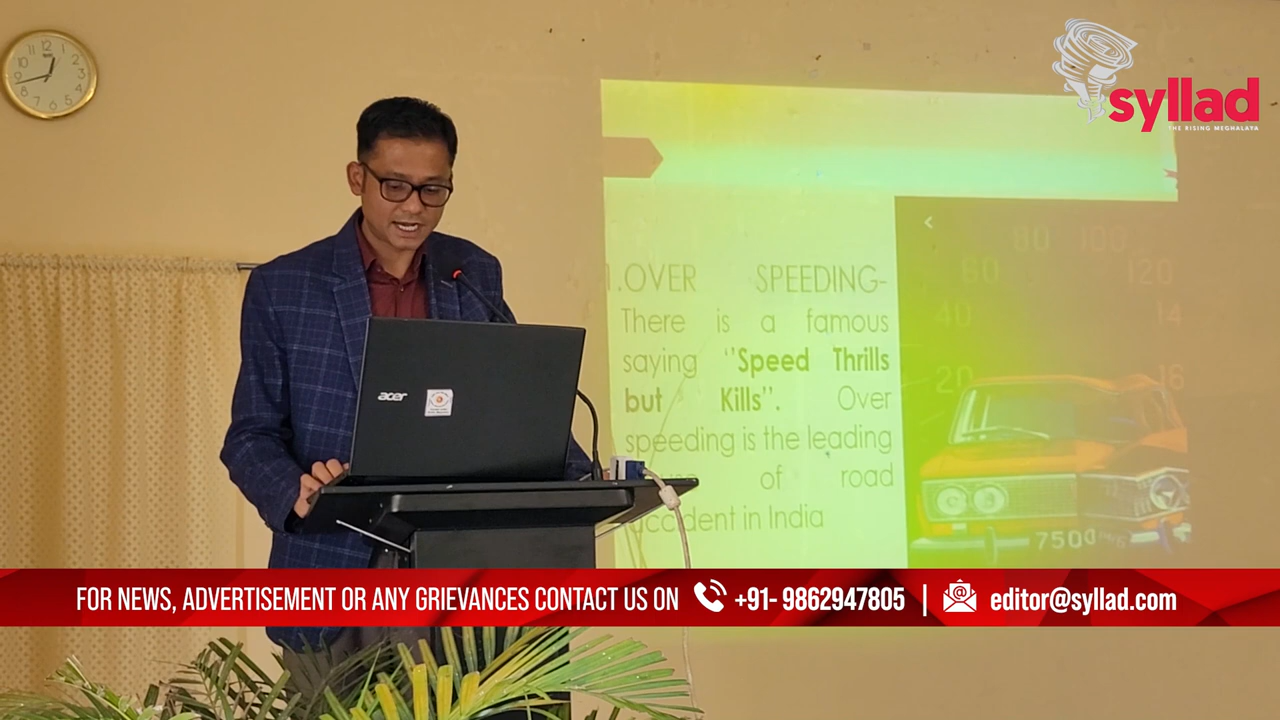 syllad
THE RISING MEGHALAYA
1.OVER SPEEDING-
There is a famous
saying ''Speed Thrills
but Kills". Over
speeding is the leading
of road
accident in India
80 100
60 120
40 14
20 16
7500
acer
FOR NEWS, ADVERTISEMENT OR ANY GRIEVANCES CONTACT US ON +91- 9862947805 | editor@syllad.com